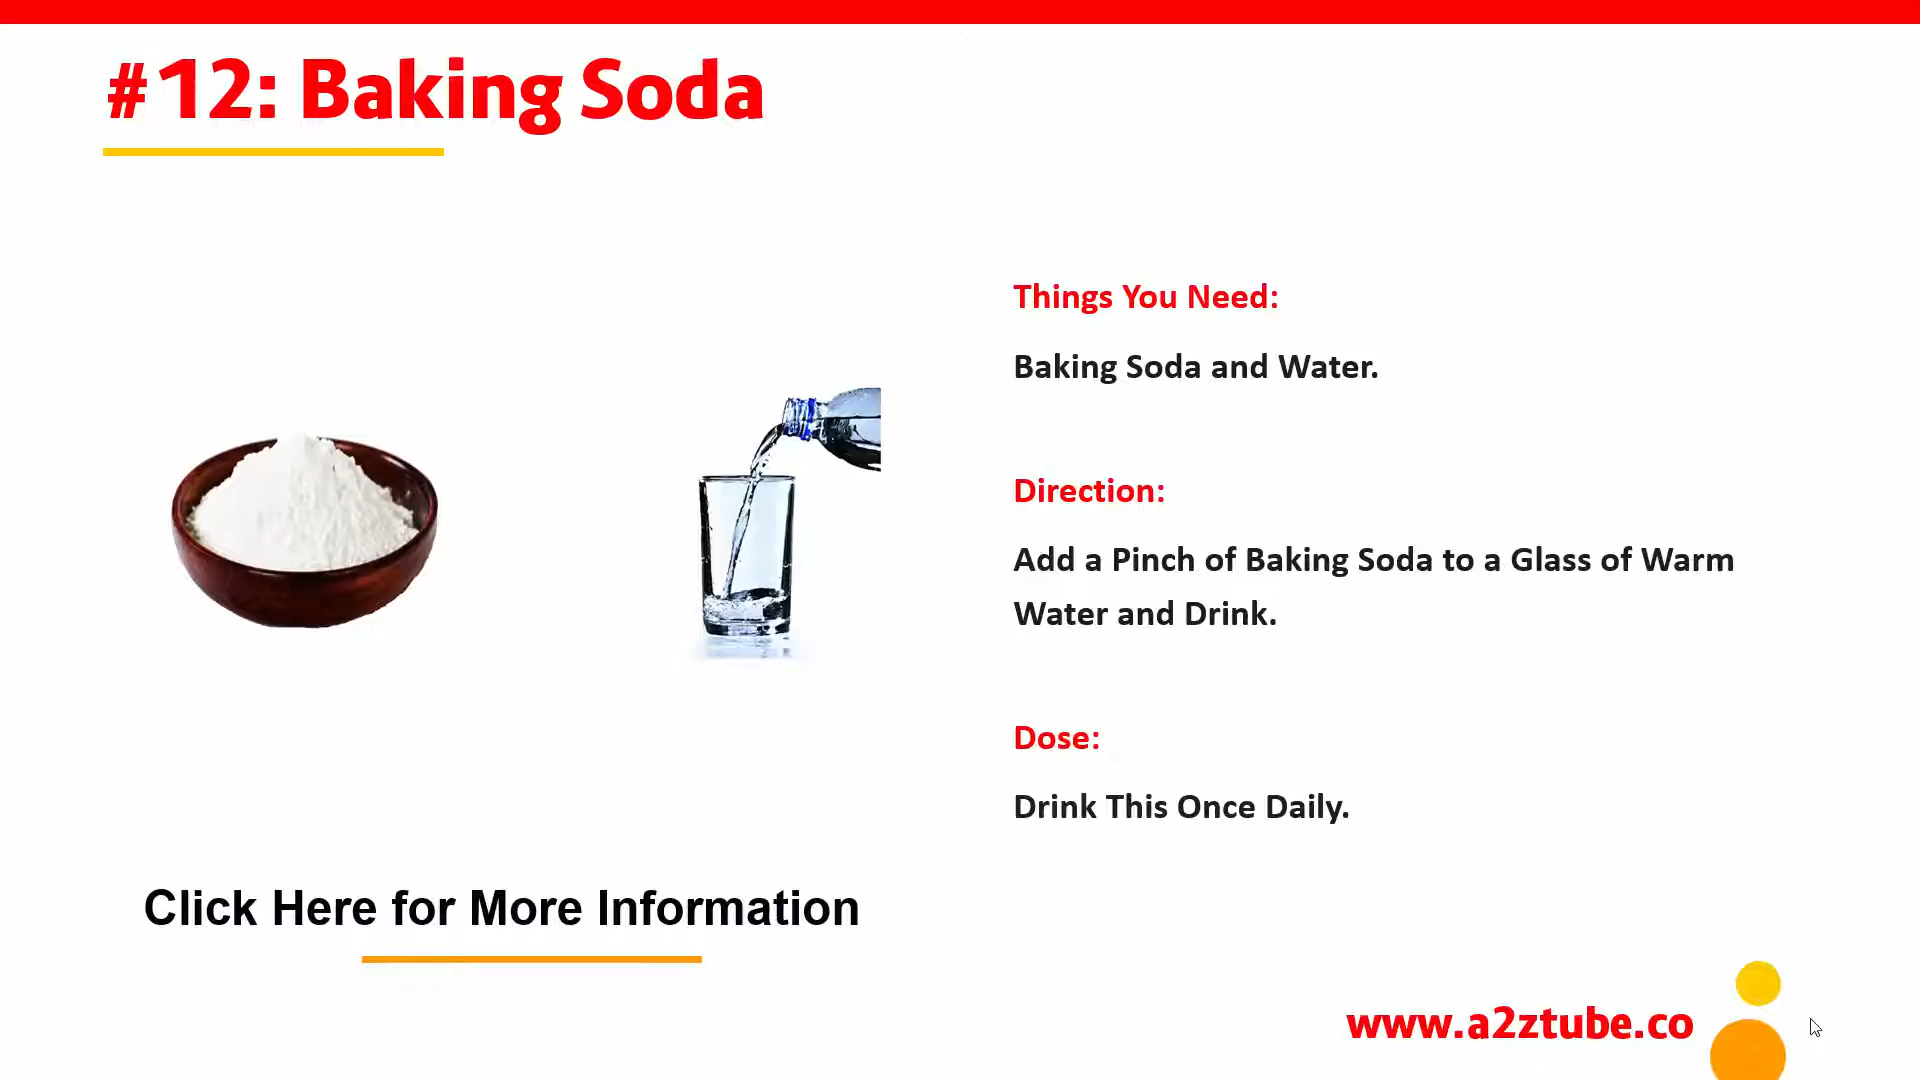 #12: Baking Soda
Things You Need:
Baking Soda and Water.
Direction:
Add a Pinch of Baking Soda to a Glass of Warm
Water and Drink.
Dose:
Drink This Once Daily.
Click Here for More Information
www.a2ztube.co